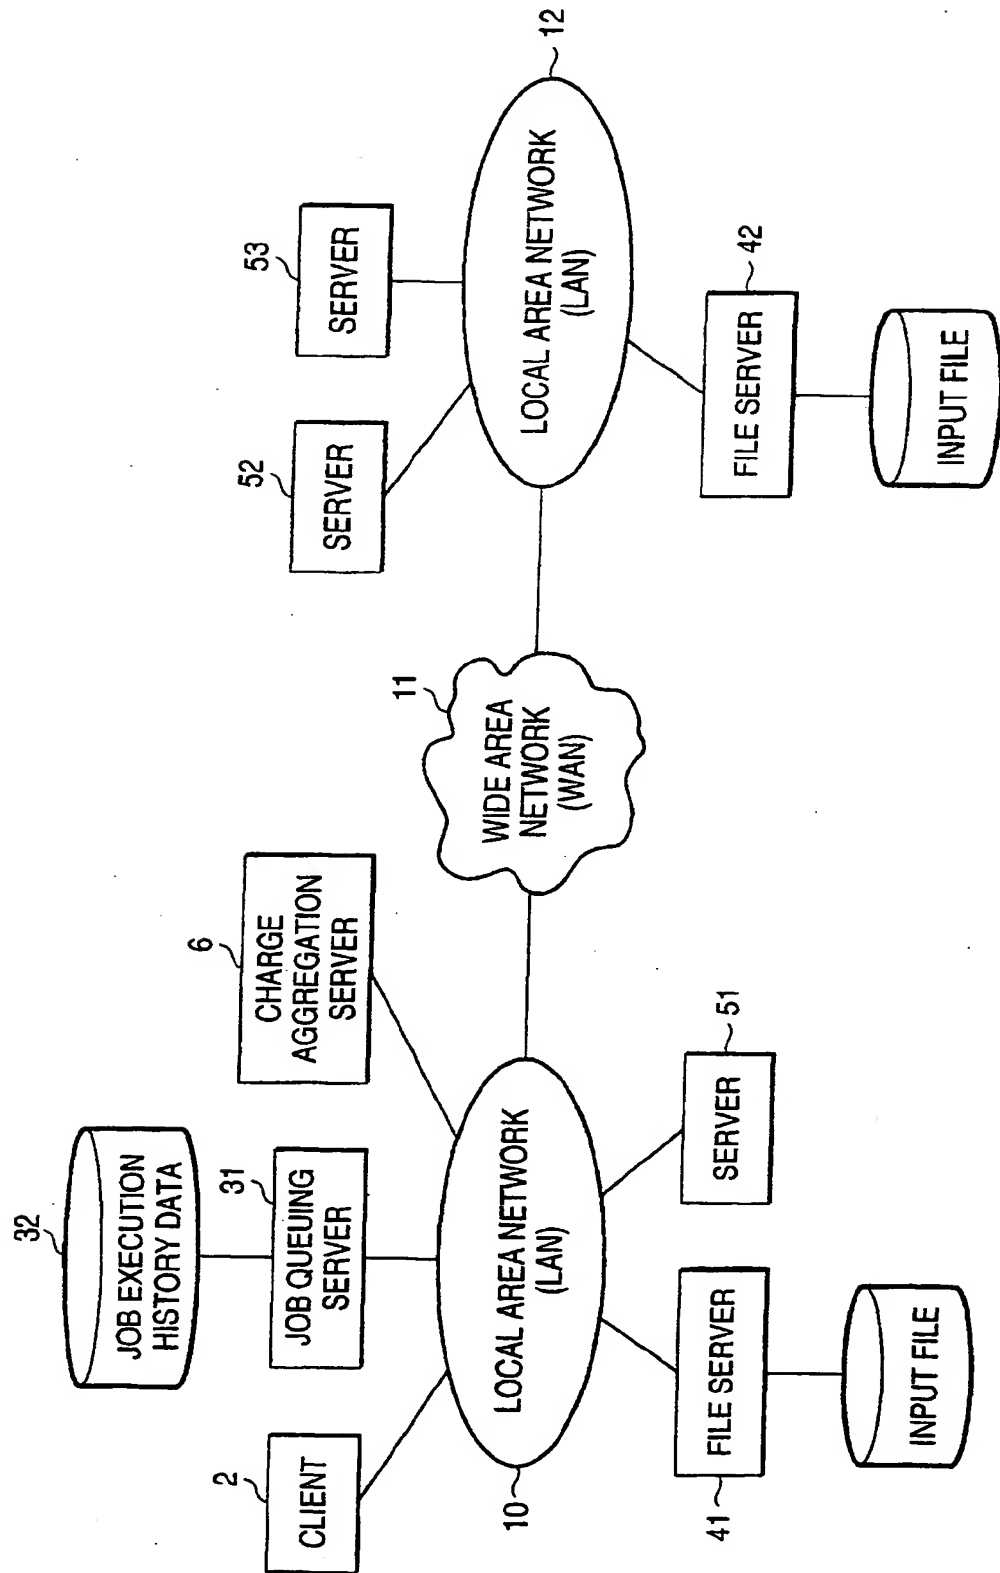 32
JOB EXECUTION
HISTORY DATA
2
CLIENT
31
JOB QUEUING
SERVER
6
CHARGE
AGGREGATION
SERVER
52
SERVER
53
SERVER
10
LOCAL AREA NETWORK
(LAN)
11
WIDE AREA
NETWORK
(WAN)
LOCAL AREA NETWORK
(LAN)
12
41
FILE SERVER
SERVER
51
FILE SERVER
42
INPUT FILE
INPUT FILE